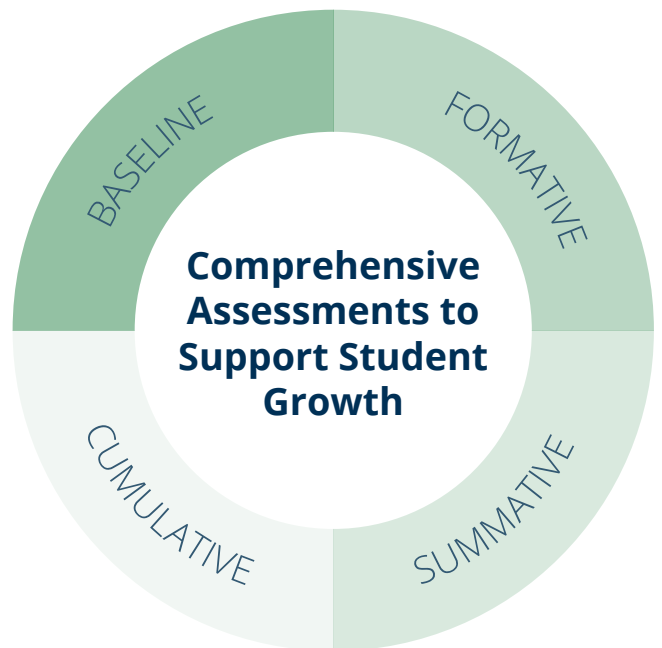 BASELINE
FORMATIVE
Comprehensive
Assessments to
Support Student
Growth
CUMULATIVE
SUMMATIVE